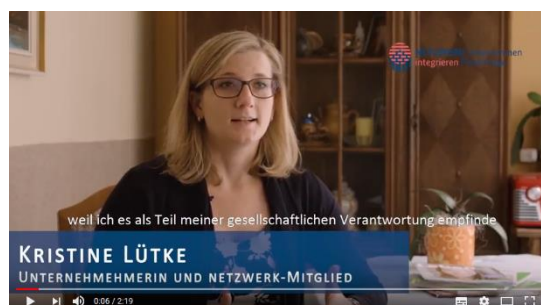 integrieren
weil ich es als Teil meiner gesellschaftlichen Verantwortung empfinde
KRISTINE LÜTKE
UNTERNEHMEHMERIN UND NETZWERK-MITGLIED
0:06 / 2:19